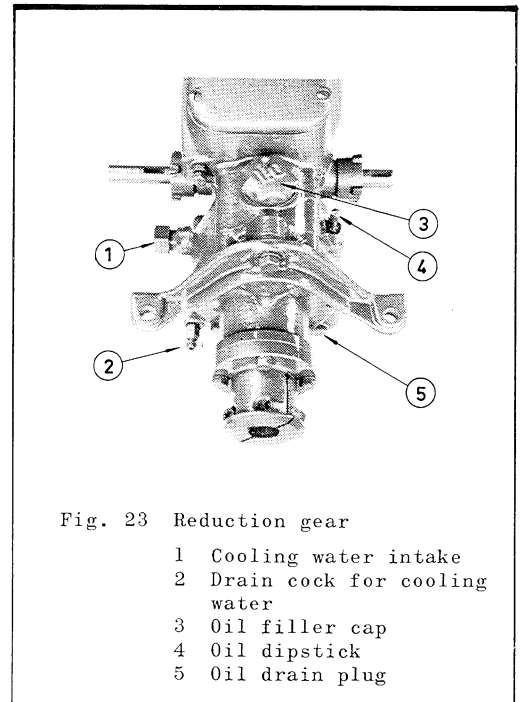 1
2
3
4
5
Fig. 23 Reduction gear
1 Cooling water intake
2 Drain cock for cooling
water
3 Oil filler cap
4 Oil dipstick
5 Oil drain plug